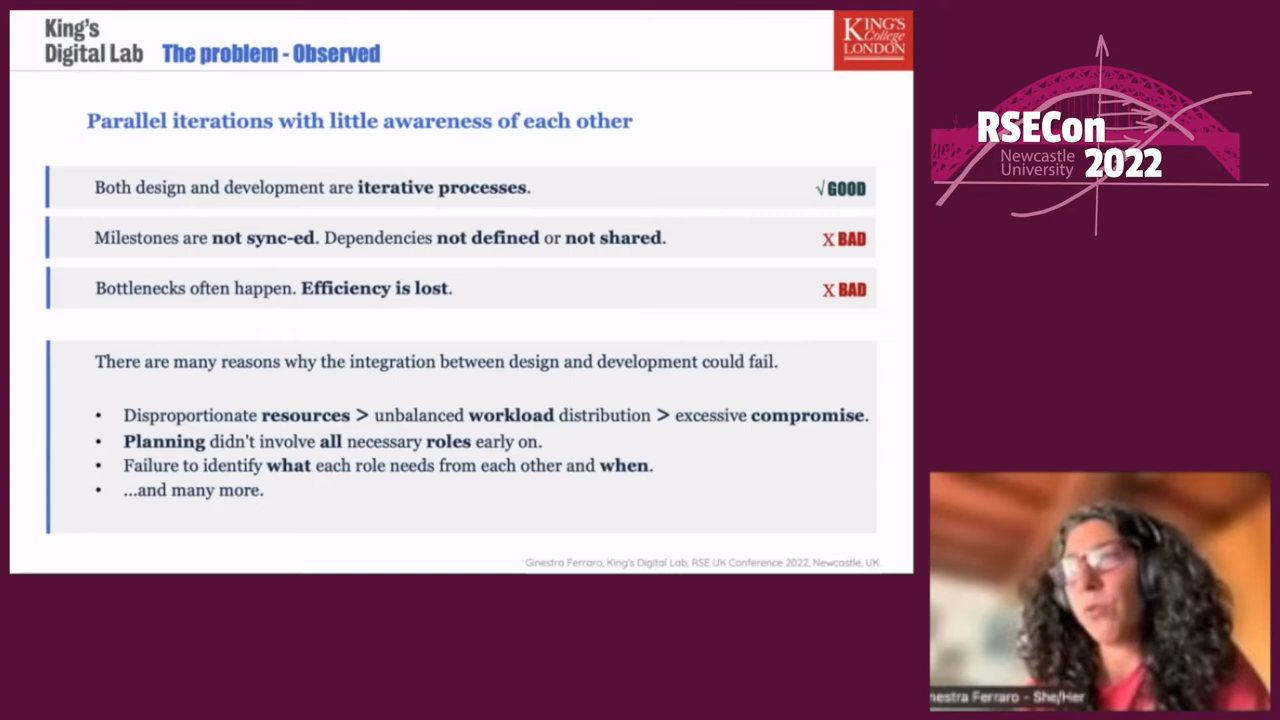 King's
Digital Lab
The problem - Observed
KING'S
College
LONDON
Parallel iterations with little awareness of each other
Both design and development are iterative processes.
√ GOOD
Milestones are not sync-ed. Dependencies not defined or not shared.
X BAD
Bottlenecks often happen. Efficiency is lost.
X BAD
There are many reasons why the integration between design and development could fail.
• Disproportionate resources > unbalanced workload distribution > excessive compromise.
• Planning didn't involve all necessary roles early on.
• Failure to identify what each role needs from each other and when.
• ...and many more.
Ginestra Ferraro, King's Digital Lab, RSE UK Conference 2022, Newcastle, UK
RSECon
Newcastle
University
2022
nestra Ferraro - She/Her